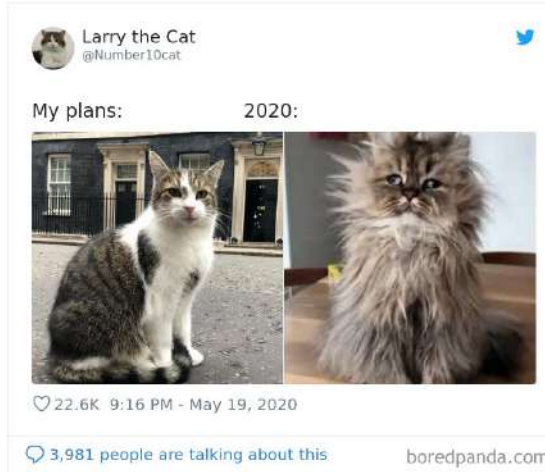 Larry the Cat
@Number10cat
My plans: 2020:
22.6K 9:16 PM - May 19, 2020
3,981 people are talking about this
boredpanda.com